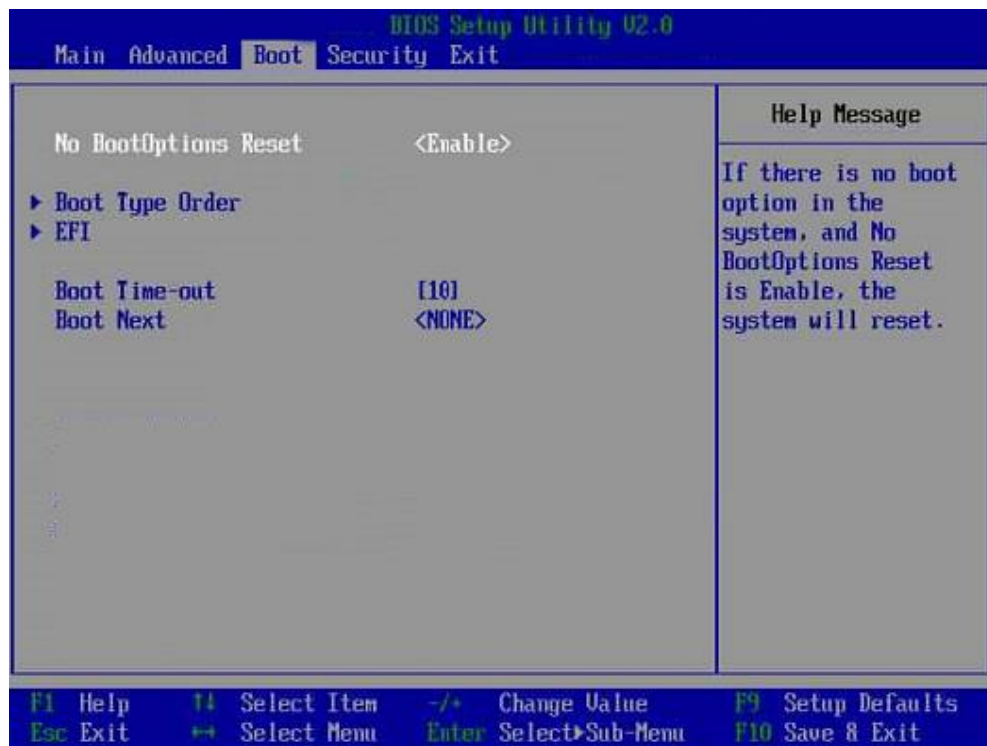 BIOS Setup Utility V2.0
Main Advanced Boot Security Exit
No BootOptions Reset <Enable>
▶ Boot Type Order
▶ EFI
Boot Time-out [10]
Boot Next <NONE>
Help Message
If there is no boot
option in the
system, and No
BootOptions Reset
is Enable, the
system will reset.
F1 Help ↑↓ Select Item -/+ Change Value F9 Setup Defaults
Esc Exit ↔ Select Menu Enter Select▶Sub-Menu F10 Save & Exit